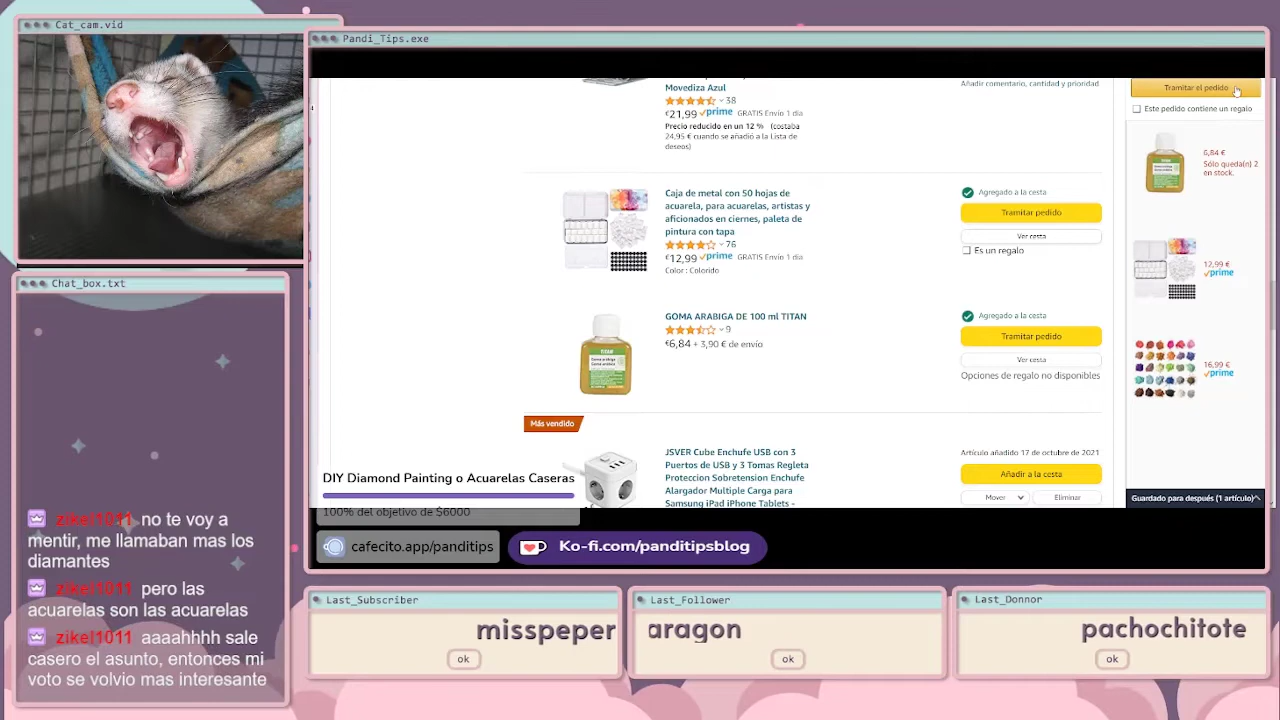 Cat_cam.vid
Pandi_Tips.exe
Movediza Azul
38
€21,99 prime GRATIS Envío 1 día
Precio reducido en un 12 % (costaba
24,95 € cuando se añadió a la Lista de
deseos)
Añadir comentario, cantidad y prioridad
Tramitar el pedido
Este pedido contiene un regalo
6,84 €
Sólo queda(n) 2
en stock.
Caja de metal con 50 hojas de
acuarela, para acuarelas, artistas y
aficionados en ciernes, paleta de
pintura con tapa
76
€12,99 prime GRATIS Envío 1 día
Color : Colorido
Agregado a la cesta
Tramitar pedido
Ver cesta
Es un regalo
12,99 €
prime
GOMA ARABIGA DE 100 ml TITAN
9
€6,84 + 3,90 € de envío
TITAN
Goma arábiga
Agregado a la cesta
Tramitar pedido
Ver cesta
Opciones de regalo no disponibles
16,99 €
prime
Más vendido
JSVER Cube Enchufe USB con 3
Puertos de USB y 3 Tomas Regleta
Proteccion Sobretension Enchufe
Alargador Multiple Carga para
Samsung iPad iPhone Tablets -
Artículo añadido 17 de octubre de 2021
Añadir a la cesta
Mover
Eliminar
Guardado para después (1 artículo)
DIY Diamond Painting o Acuarelas Caseras
100% del objetivo de $6000
cafecito.app/panditips
Ko-fi.com/panditipsblog
Chat_box.txt
zikel1011 no te voy a
mentir, me llamaban mas los
diamantes
zikel1011 pero las
acuarelas son las acuarelas
zikel1011 aaaahhhh sale
casero el asunto, entonces mi
voto se volvio mas interesante
Last_Subscriber
misspeper
ok
Last_Follower
aragon
ok
Last_Donnor
pachochitote
ok